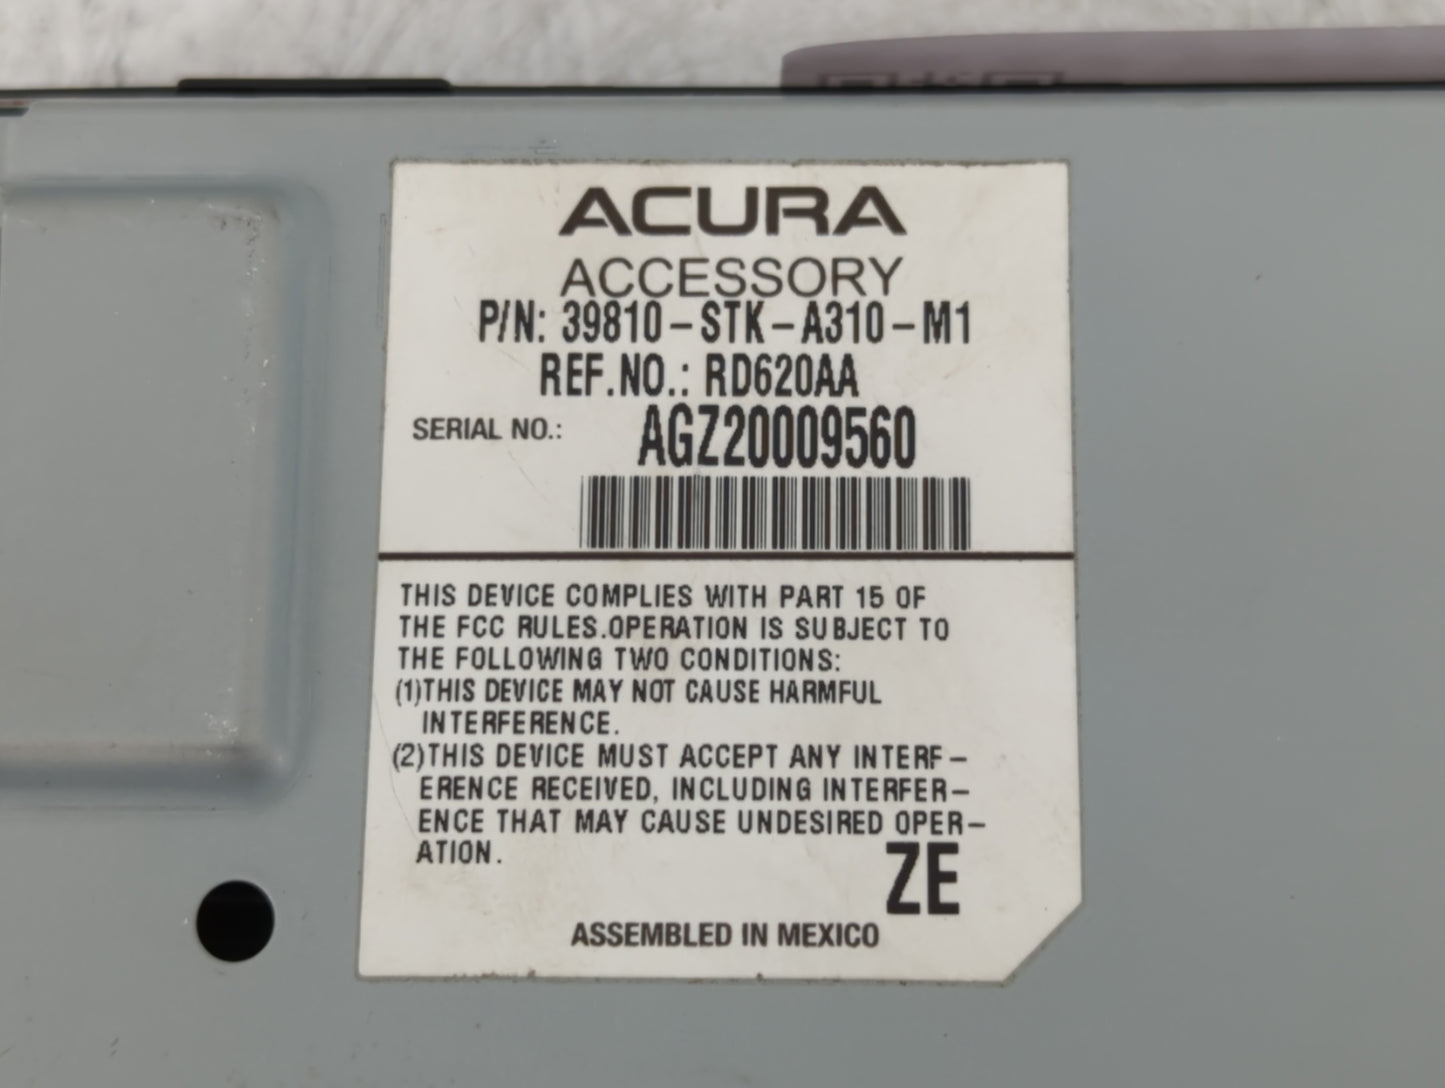 ACURA
ACCESSORY
P/N: 39810-STK-A310-M1
REF.NO.: RD620AA
SERIAL NO.: AGZ20009560
THIS DEVICE COMPLIES WITH PART 15 OF
THE FCC RULES.OPERATION IS SUBJECT TO
THE FOLLOWING TWO CONDITIONS:
(1)THIS DEVICE MAY NOT CAUSE HARMFUL
INTERFERENCE.
(2)THIS DEVICE MUST ACCEPT ANY INTERF-
ERENCE RECEIVED, INCLUDING INTERFER-
ENCE THAT MAY CAUSE UNDESIRED OPER-
ATION.
ZE
ASSEMBLED IN MEXICO